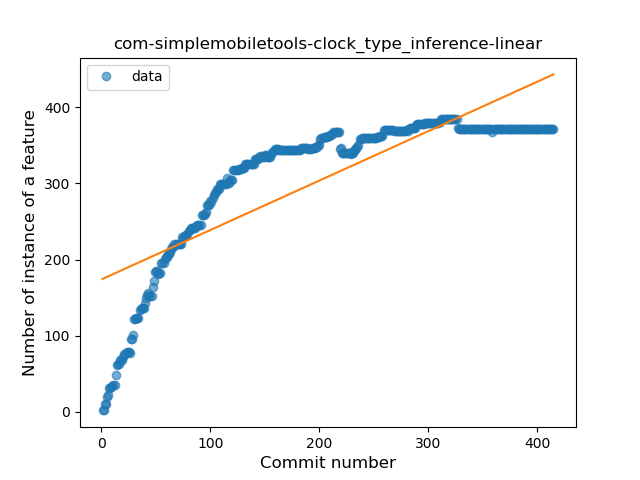 com-simplemobiletools-clock_type_inference-linear
data
Number of instance of a feature
400
300
200
100
0
0 100 200 300 400
Commit number